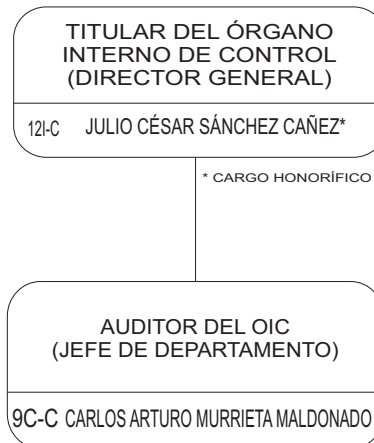 TITULAR DEL ÓRGANO
INTERNO DE CONTROL
(DIRECTOR GENERAL)
12I-C JULIO CÉSAR SÁNCHEZ CAÑEZ*
* CARGO HONORÍFICO
AUDITOR DEL OIC
(JEFE DE DEPARTAMENTO)
9C-C CARLOS ARTURO MURRIETA MALDONADO